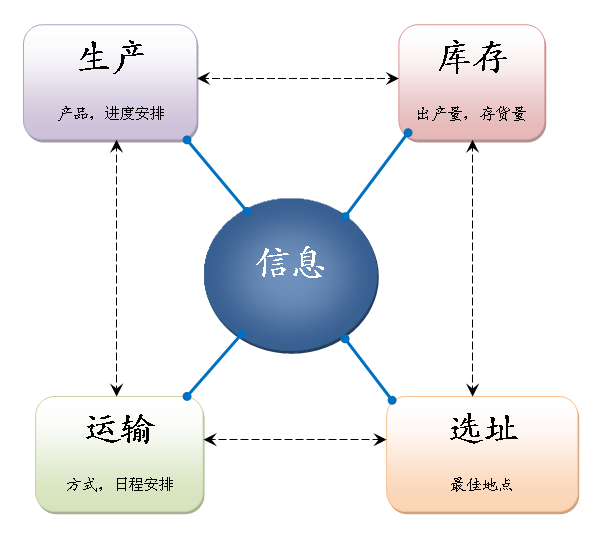 生产
产品，进度安排
库存
出产量，存货量
信息
运输
方式，日程安排
选址
最佳地点